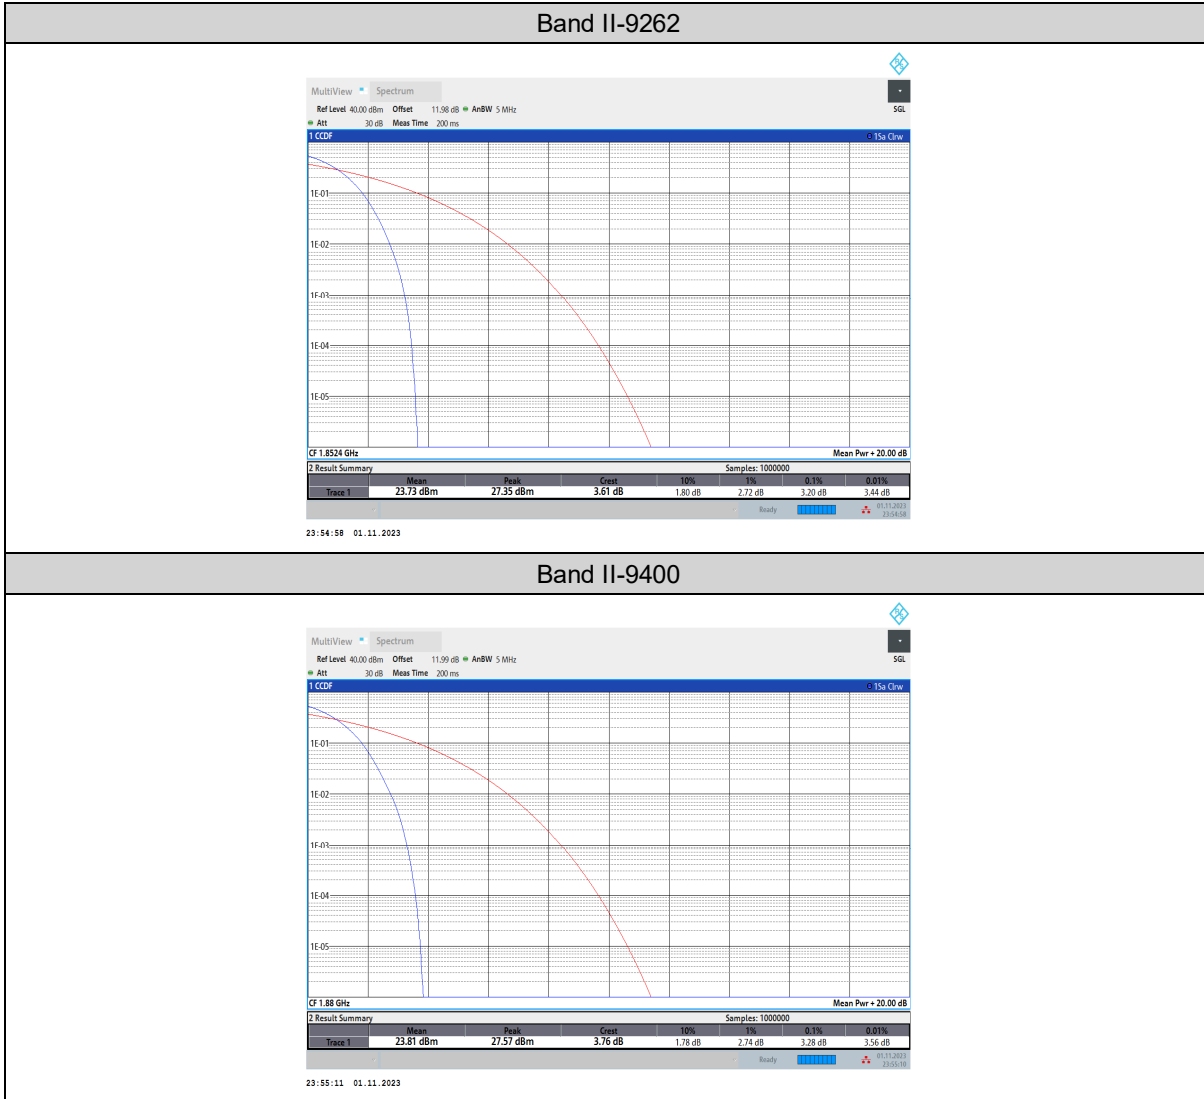 Band II-9262
MultiView Spectrum
Ref Level 40.00 dBm Offset 11.98 dB AnBW 5 MHz SGL
Att 30 dB Meas Time 200 ms
1 CCDF 1Sa Clrw
1E-01
1E-02
1E-03
1E-04
1E-05
CF 1.8524 GHz Mean Pwr + 20.00 dB
2 Result Summary Samples: 1000000
Mean Peak Crest 10% 1% 0.1% 0.01%
Trace 1 23.73 dBm 27.35 dBm 3.61 dB 1.80 dB 2.72 dB 3.20 dB 3.44 dB
Ready 01.11.2023
23:54:58
23:54:58 01.11.2023
Band II-9400
MultiView Spectrum
Ref Level 40.00 dBm Offset 11.99 dB AnBW 5 MHz SGL
Att 30 dB Meas Time 200 ms
1 CCDF 1Sa Clrw
1E-01
1E-02
1E-03
1E-04
1E-05
CF 1.88 GHz Mean Pwr + 20.00 dB
2 Result Summary Samples: 1000000
Mean Peak Crest 10% 1% 0.1% 0.01%
Trace 1 23.81 dBm 27.57 dBm 3.76 dB 1.78 dB 2.74 dB 3.28 dB 3.56 dB
Ready 01.11.2023
23:55:10
23:55:11 01.11.2023